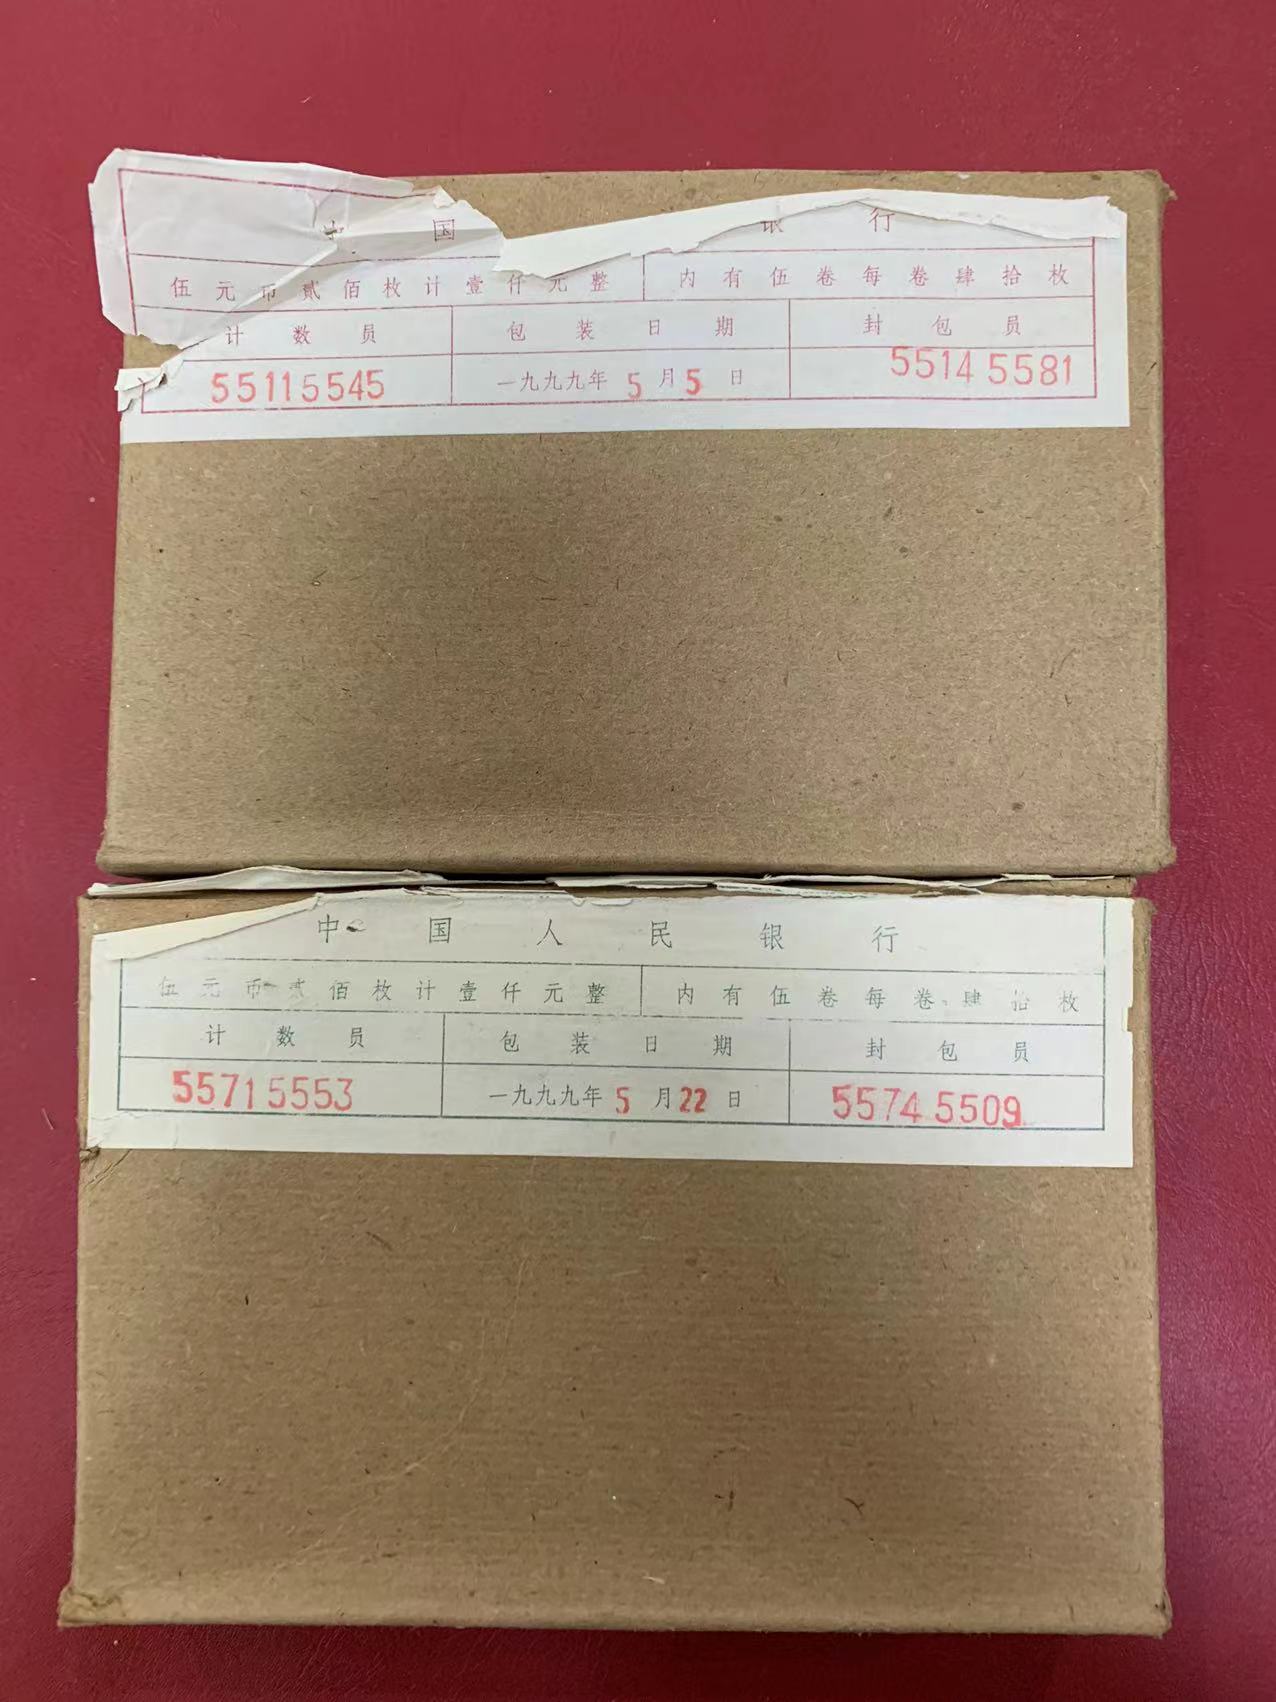 中 国 银 行
伍元币贰佰枚计壹仟元整 内有伍卷每卷肆拾枚
计数员 包装日期 封包员
55115545 一九九九年 5 月 5 日 5514 5581
中国人民银行
伍元币贰佰枚计壹仟元整 内有伍卷每卷肆拾枚
计数员 包装日期 封包员
55715553 一九九九年 5 月 22 日 5574 5509